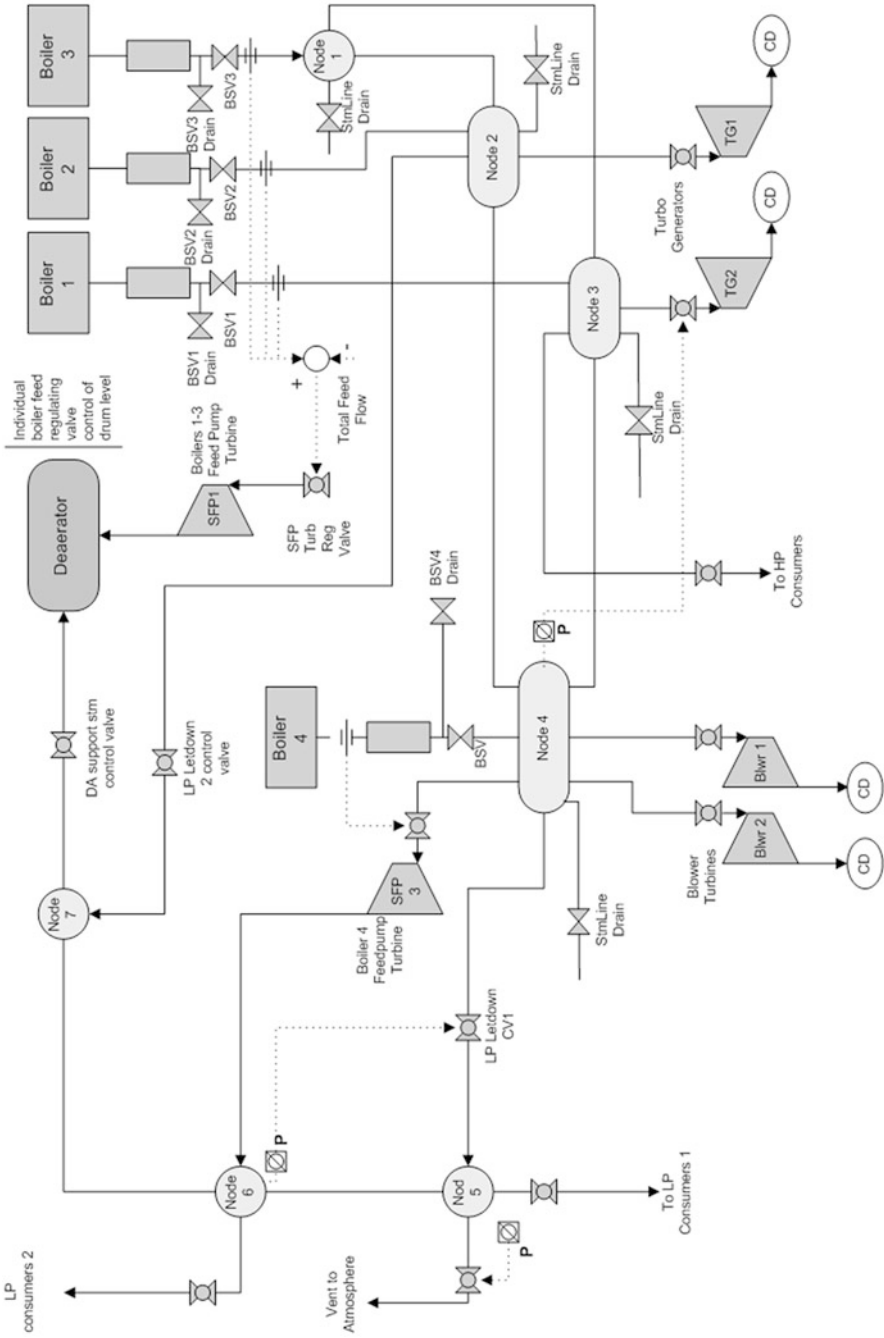 Boiler
3
BSV3
Drain
BSV3
Node
1
StmLine
Drain
StmLine
Drain
Boiler
2
BSV2
Drain
BSV2
Node 2
TG1
CD
Turbo
Generators
Boiler
1
BSV1
Drain
BSV1
Node 3
TG2
CD
StmLine
Drain
To HP
Consumers
+
-
Total Feed
Flow
Individual
boiler feed
regulating
valve
control of
drum level
Boilers 1-3
Feed Pump
Turbine
SFP1
SFP
Turb
Reg
Valve
Deaerator
DA support stm
control valve
LP Letdown
2 control
valve
BSV4
Drain
Boiler
4
BSV
P
Node 4
Blwr 1
CD
Blwr 2
CD
Blower
Turbines
SFP
3
Boiler 4
Feedpump
Turbine
StmLine
Drain
Node
7
LP Letdown
CV1
P
Node
6
Nod
5
P
To LP
Consumers 1
LP
consumers 2
Vent to
Atmosphere